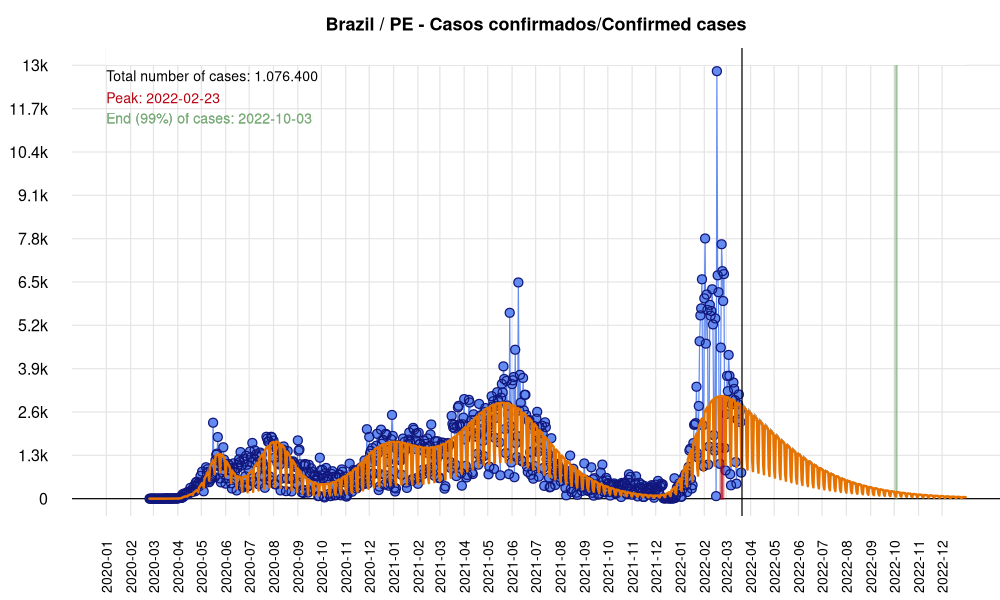 Brazil / PE - Casos confirmados/Confirmed cases
Total number of cases: 1.076.400
Peak: 2022-02-23
End (99%) of cases: 2022-10-03
13k
11.7k
10.4k
9.1k
7.8k
6.5k
5.2k
3.9k
2.6k
1.3k
0
2020-01
2020-02
2020-03
2020-04
2020-05
2020-06
2020-07
2020-08
2020-09
2020-10
2020-11
2020-12
2021-01
2021-02
2021-03
2021-04
2021-05
2021-06
2021-07
2021-08
2021-09
2021-10
2021-11
2021-12
2022-01
2022-02
2022-03
2022-04
2022-05
2022-06
2022-07
2022-08
2022-09
2022-10
2022-11
2022-12